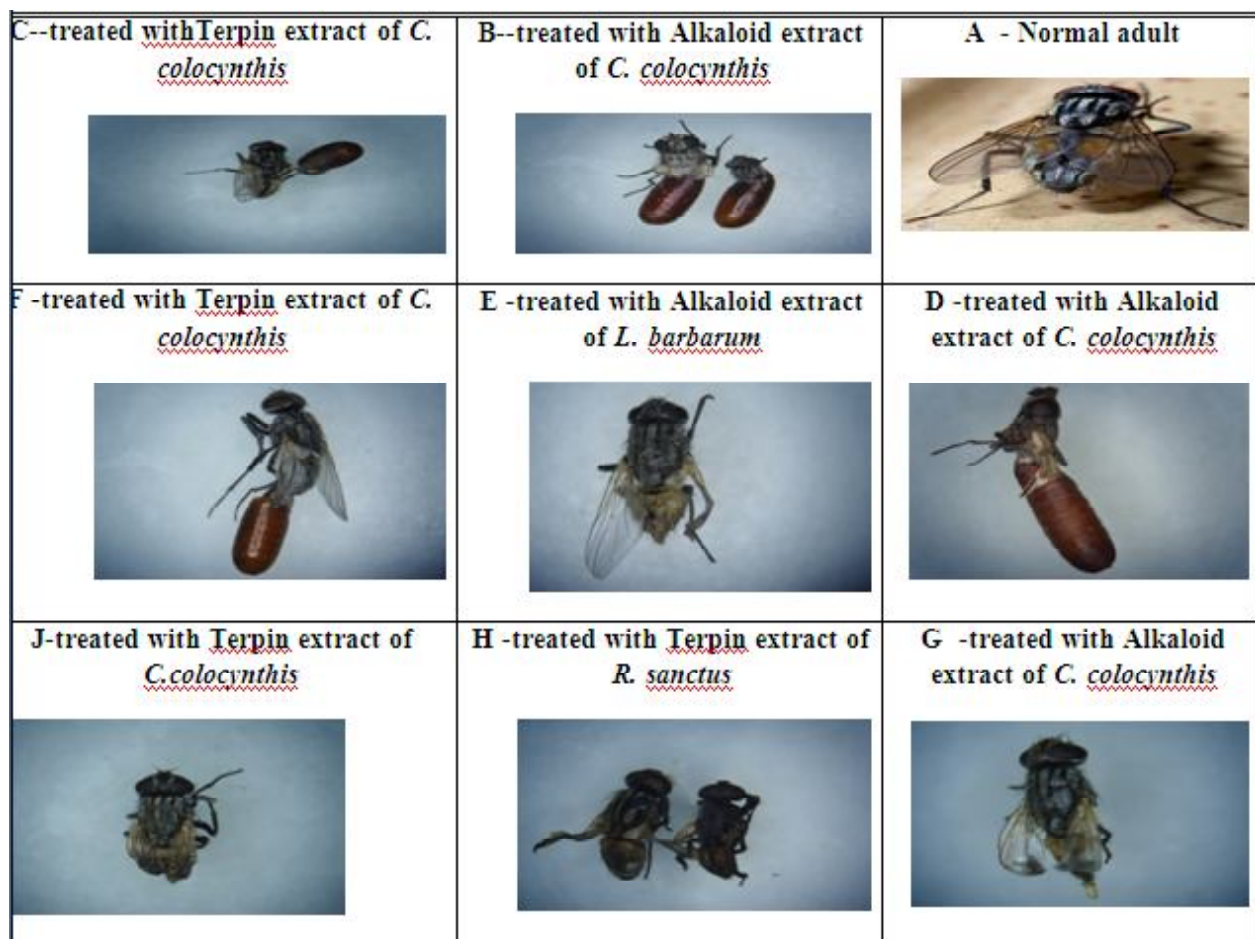 C--treated withTerpin extract of C.
colocynthis
B--treated with Alkaloid extract
of C. colocynthis
A - Normal adult
F -treated with Terpin extract of C.
colocynthis
E -treated with Alkaloid extract
of L. barbarum
D -treated with Alkaloid
extract of C. colocynthis
J-treated with Terpin extract of
C.colocynthis
H -treated with Terpin extract of
R. sanctus
G -treated with Alkaloid
extract of C. colocynthis